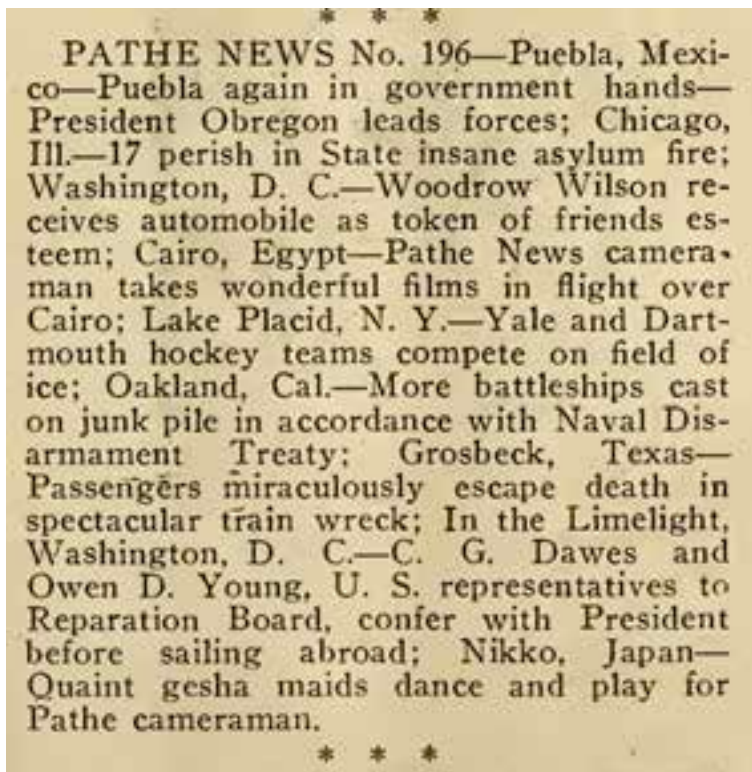 * * *
PATHE NEWS No. 196—Puebla, Mexi-
co—Puebla again in government hands—
President Obregon leads forces; Chicago,
Ill.—17 perish in State insane asylum fire;
Washington, D. C.—Woodrow Wilson re-
ceives automobile as token of friends es-
teem; Cairo, Egypt—Pathe News camera-
man takes wonderful films in flight over
Cairo; Lake Placid, N. Y.—Yale and Dart-
mouth hockey teams compete on field of
ice; Oakland, Cal.—More battleships cast
on junk pile in accordance with Naval Dis-
armament Treaty; Grosbeck, Texas—
Passengers miraculously escape death in
spectacular train wreck; In the Limelight,
Washington, D. C.—C. G. Dawes and
Owen D. Young, U. S. representatives to
Reparation Board, confer with President
before sailing abroad; Nikko, Japan—
Quaint gesha maids dance and play for
Pathe cameraman.
* * *